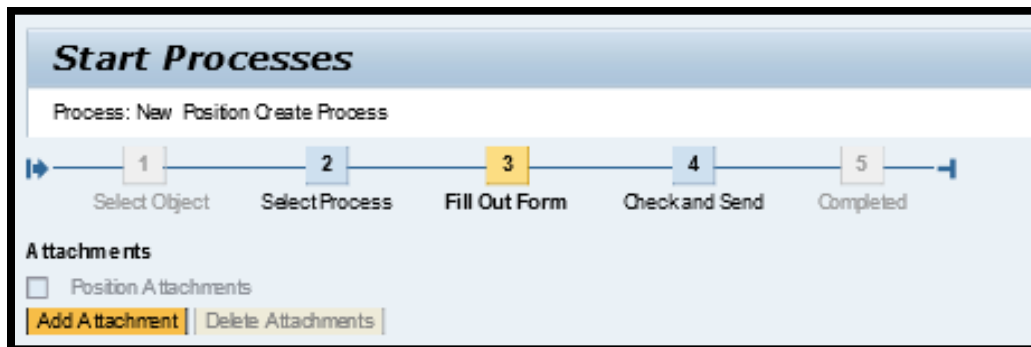 Start Processes
Process: New Position Create Process
1 2 3 4 5
Select Object Select Process Fill Out Form Check and Send Completed
Attachments
Position Attachments
Add Attachment Delete Attachments